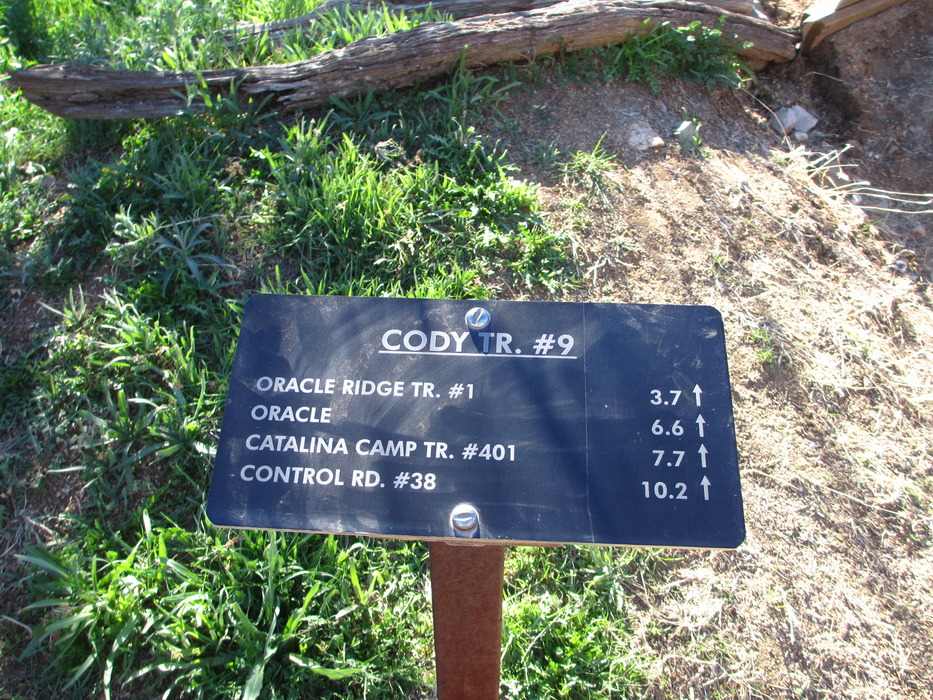 CODY TR. #9
ORACLE RIDGE TR. #1 3.7 ↑
ORACLE 6.6 ↑
CATALINA CAMP TR. #401 7.7 ↑
CONTROL RD. #38 10.2 ↑